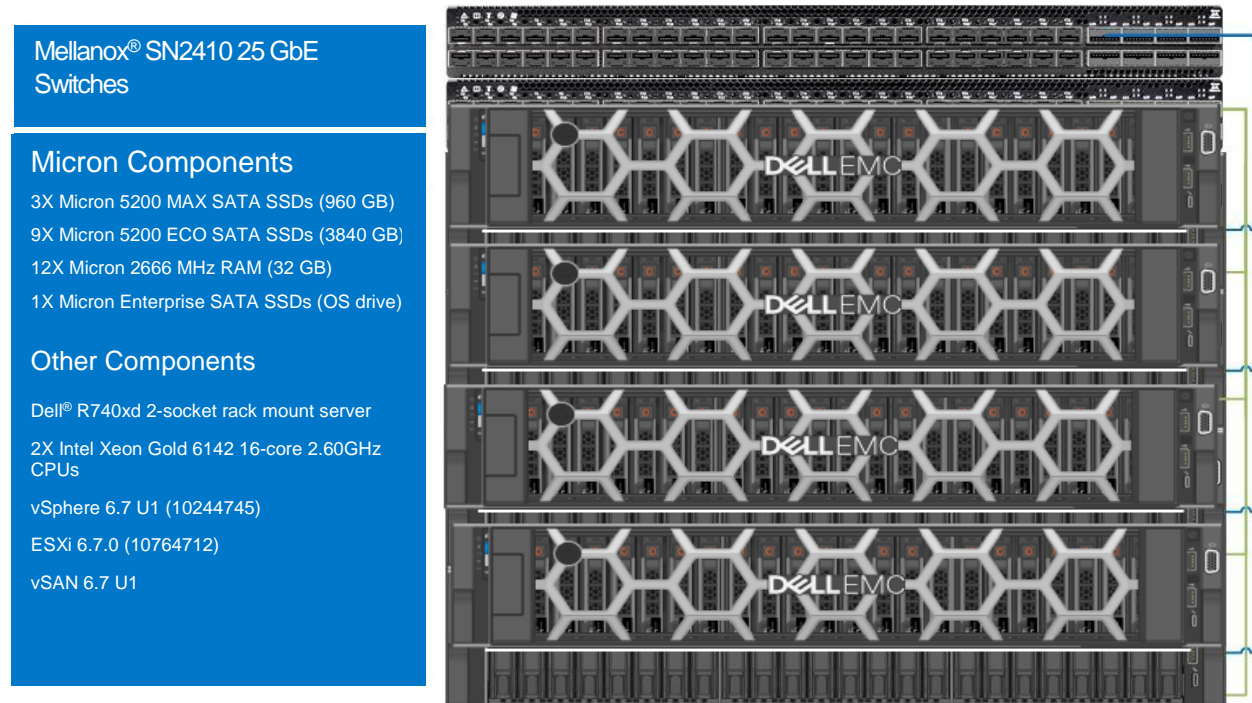 Mellanox® SN2410 25 GbE
Switches
Micron Components
3X Micron 5200 MAX SATA SSDs (960 GB)
9X Micron 5200 ECO SATA SSDs (3840 GB)
12X Micron 2666 MHz RAM (32 GB)
1X Micron Enterprise SATA SSDs (OS drive)
Other Components
Dell® R740xd 2-socket rack mount server
2X Intel Xeon Gold 6142 16-core 2.60GHz
CPUs
vSphere 6.7 U1 (10244745)
ESXi 6.7.0 (10764712)
vSAN 6.7 U1
DELLEMC
DELLEMC
DELLEMC
DELLEMC